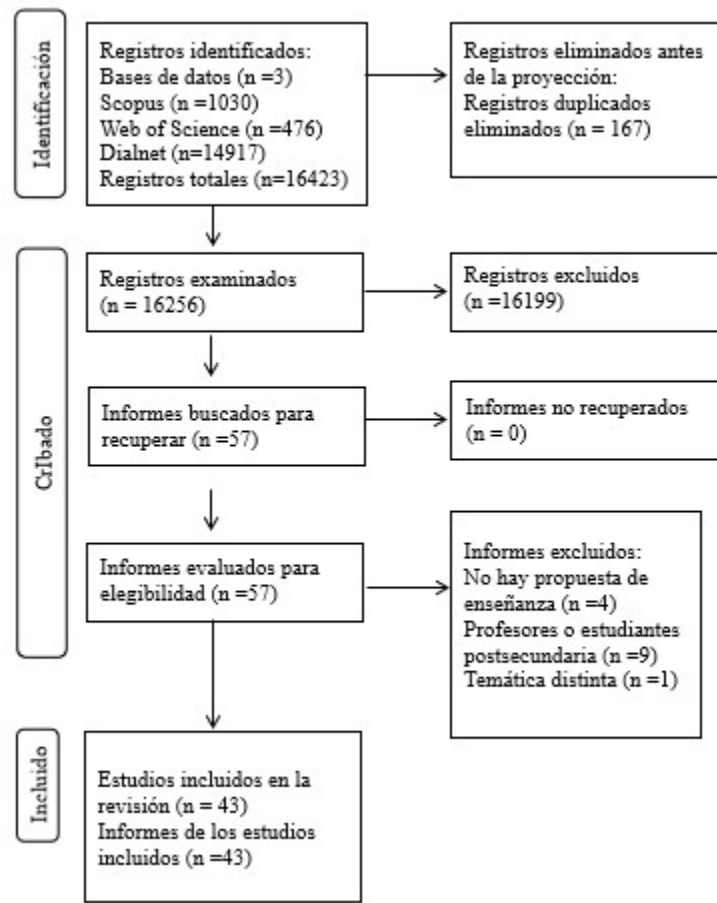 Identificación
Registros identificados:
Bases de datos (n =3)
Scopus (n =1030)
Web of Science (n =476)
Dialnet (n=14917)
Registros totales (n=16423)
Registros eliminados antes
de la proyección:
Registros duplicados
eliminados (n = 167)
CrIbado
Registros examinados
(n = 16256)
Registros excluidos
(n =16199)
Informes buscados para
recuperar (n =57)
Informes no recuperados
(n = 0)
Informes evaluados para
elegibilidad (n =57)
Informes excluidos:
No hay propuesta de
enseñanza (n =4)
Profesores o estudiantes
postsecundaria (n =9)
Temática distinta (n =1)
Incluido
Estudios incluidos en la
revisión (n = 43)
Informes de los estudios
incluidos (n =43)